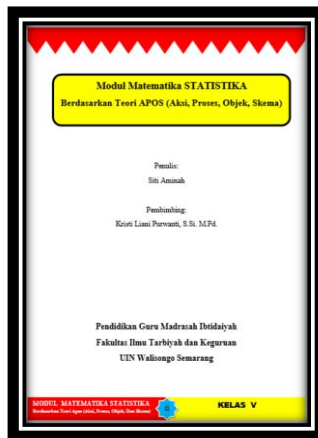 Modul Matematika STATISTIKA
Berdasarkan Teori APOS (Aksi, Proses, Objek, Skema)
Penulis:
Siti Aminah
Pembimbing:
Kristi Liani Purwanti, S.Si. M.Pd.
Pendidikan Guru Madrasah Ibtidaiyah
Fakultas Ilmu Tarbiyah dan Keguruan
UIN Walisongo Semarang
MODUL MATEMATIKA STATISTIKA
Berdasarkan Teori Apos (Aksi, Proses, Objek, Dan Skema)
ii
KELAS V